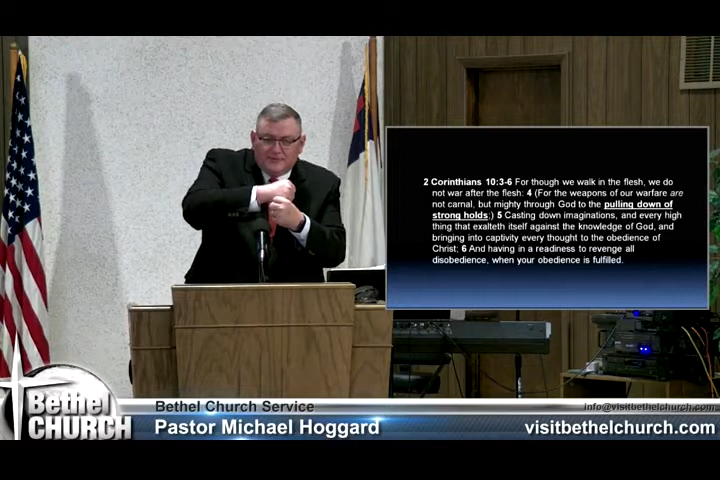 2 Corinthians 10:3-6 For though we walk in the flesh, we do
not war after the flesh: 4 (For the weapons of our warfare are
not carnal, but mighty through God to the pulling down of
strong holds;) 5 Casting down imaginations, and every high
thing that exalteth itself against the knowledge of God, and
bringing into captivity every thought to the obedience of
Christ; 6 And having in a readiness to revenge all
disobedience, when your obedience is fulfilled.
Bethel
CHURCH
Bethel Church Service
info@visitbethelchurch.com
Pastor Michael Hoggard
visitbethelchurch.com